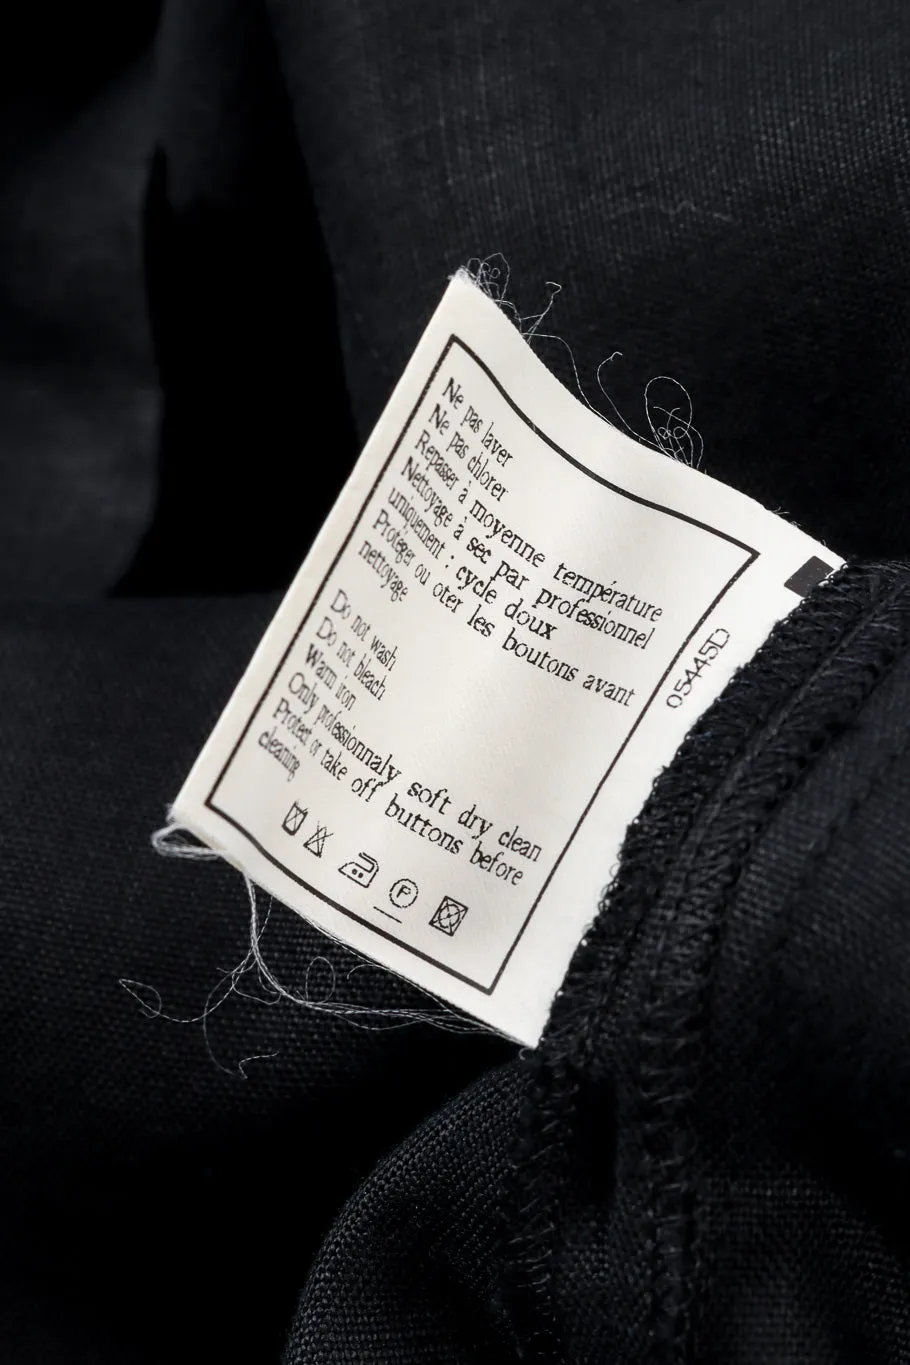 Ne pas laver
Ne pas chlorer
Repasser à moyenne température
Nettoyage à sec par professionnel
uniquement : cycle doux
Protéger ou oter les boutons avant
nettoyage
Do not wash
Do not bleach
Warm iron
Only professionnaly soft dry clean
Protect or take off buttons before
cleaning
P
05445D